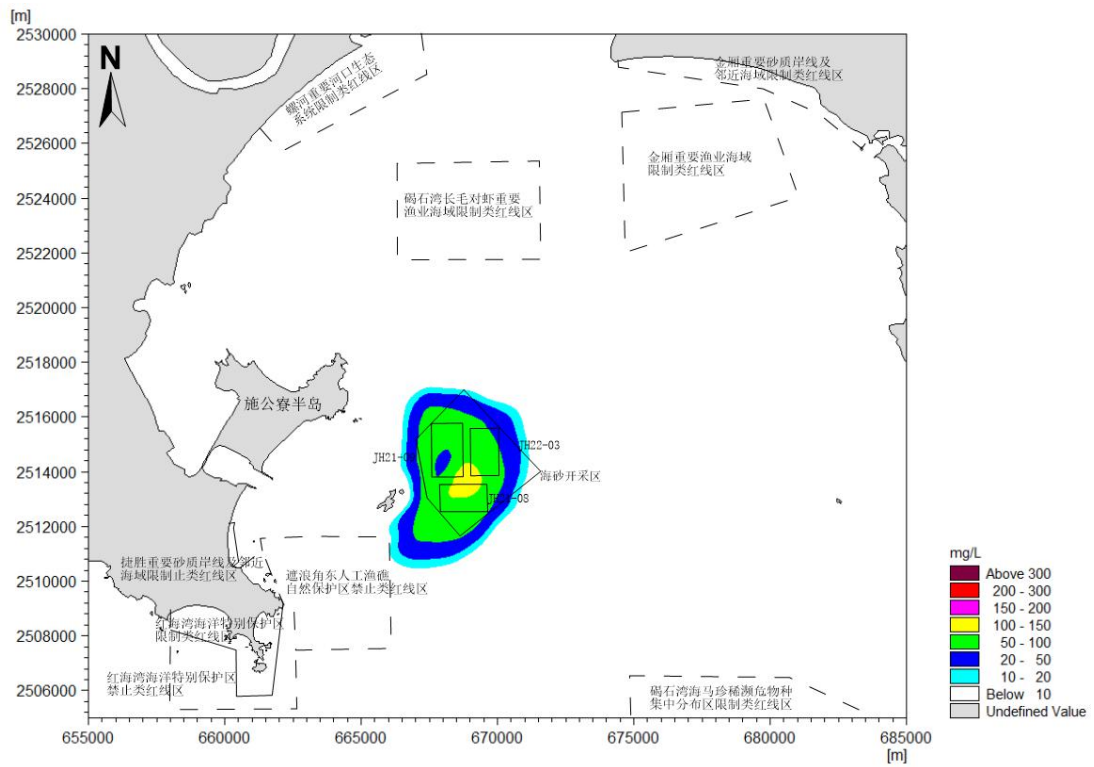 [m]
2530000
2528000
2526000
2524000
2522000
2520000
2518000
2516000
2514000
2512000
2510000
2508000
2506000
N
螺河重要河口生态
系统限制类红线区
金厢重要砂质岸线及
邻近海域限制类红线区
金厢重要渔业海域
限制类红线区
碣石湾长毛对虾重要
渔业海域限制类红线区
施公寮半岛
JH22-03
海砂开采区
捷胜重要砂质岸线及邻近
海域限制止类红线区
遮浪角东人工渔礁
自然保护区禁止类红线区
红海湾海洋特别保护区
限制类红线区
红海湾海洋特别保护区
禁止类红线区
碣石湾海马珍稀濒危物种
集中分布区限制类红线区
655000
660000
665000
670000
675000
680000
685000
[m]
mg/L
Above 300
200 - 300
150 - 200
100 - 150
50 - 100
20 - 50
10 - 20
Below 10
Undefined Value